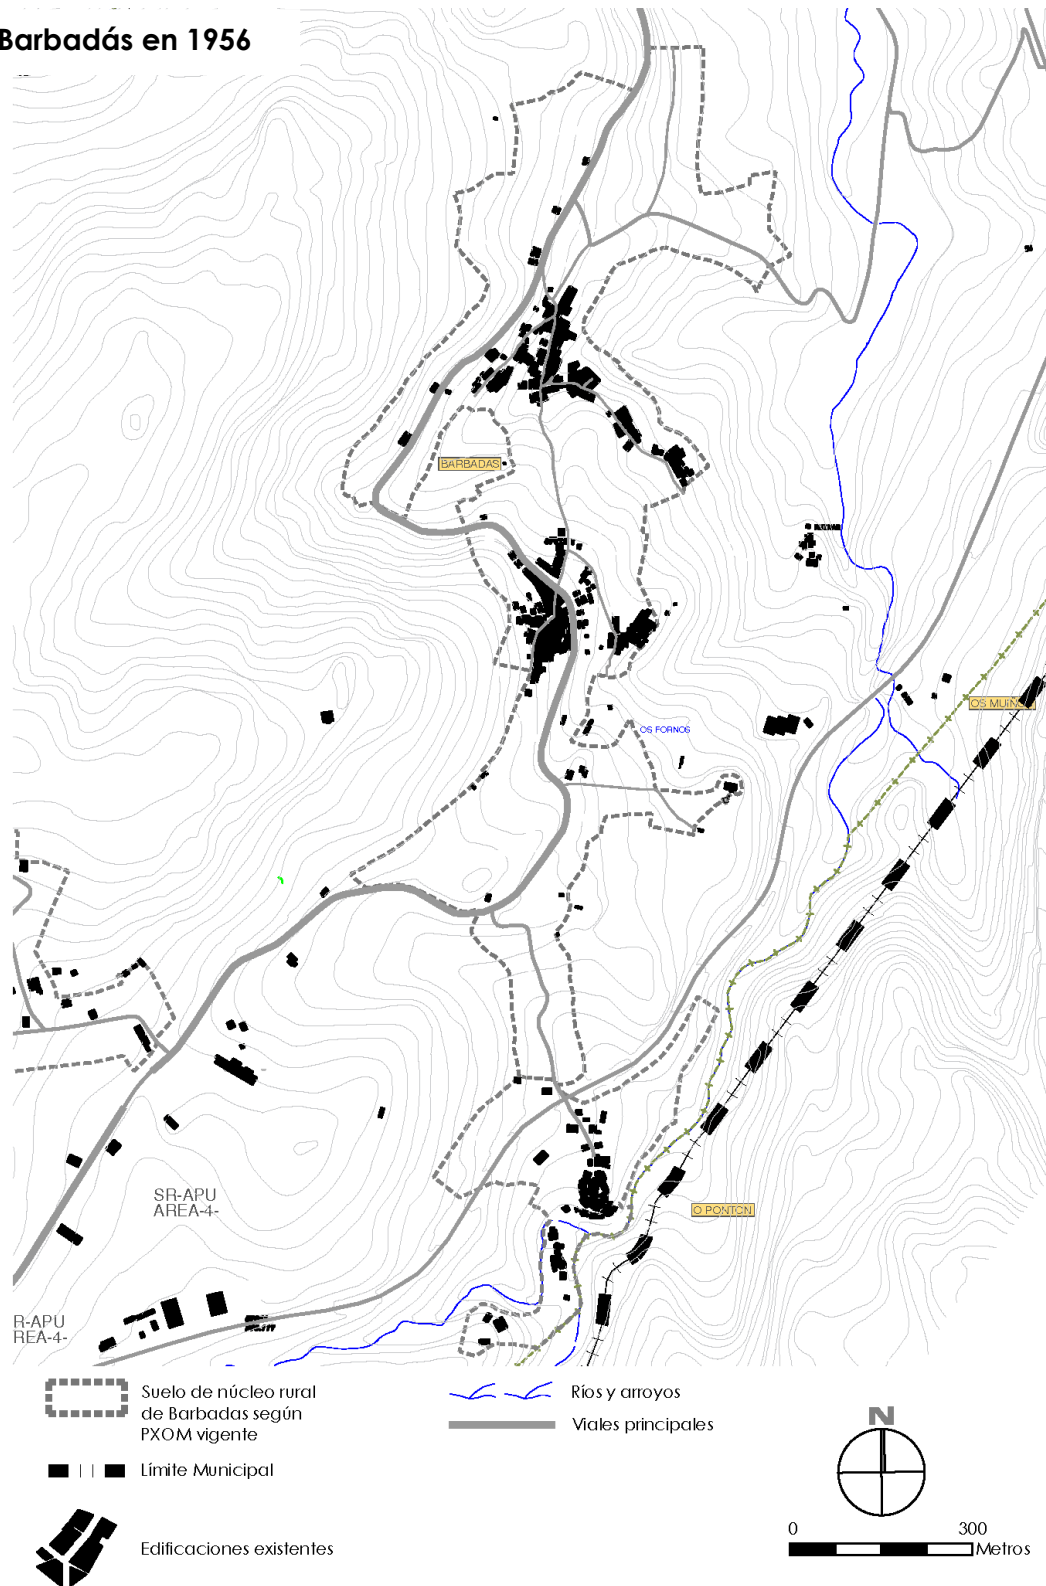 Barbadás en 1956
BARBADAS
OS FORNOS
OS MUIÑOS
O PONTON
SR-APU
AREA-4-
R-APU
REA-4-
Suelo de núcleo rural
de Barbadas según
PXOM vigente
Ríos y arroyos
Viales principales
Límite Municipal
Edificaciones existentes
N
0 300
Metros